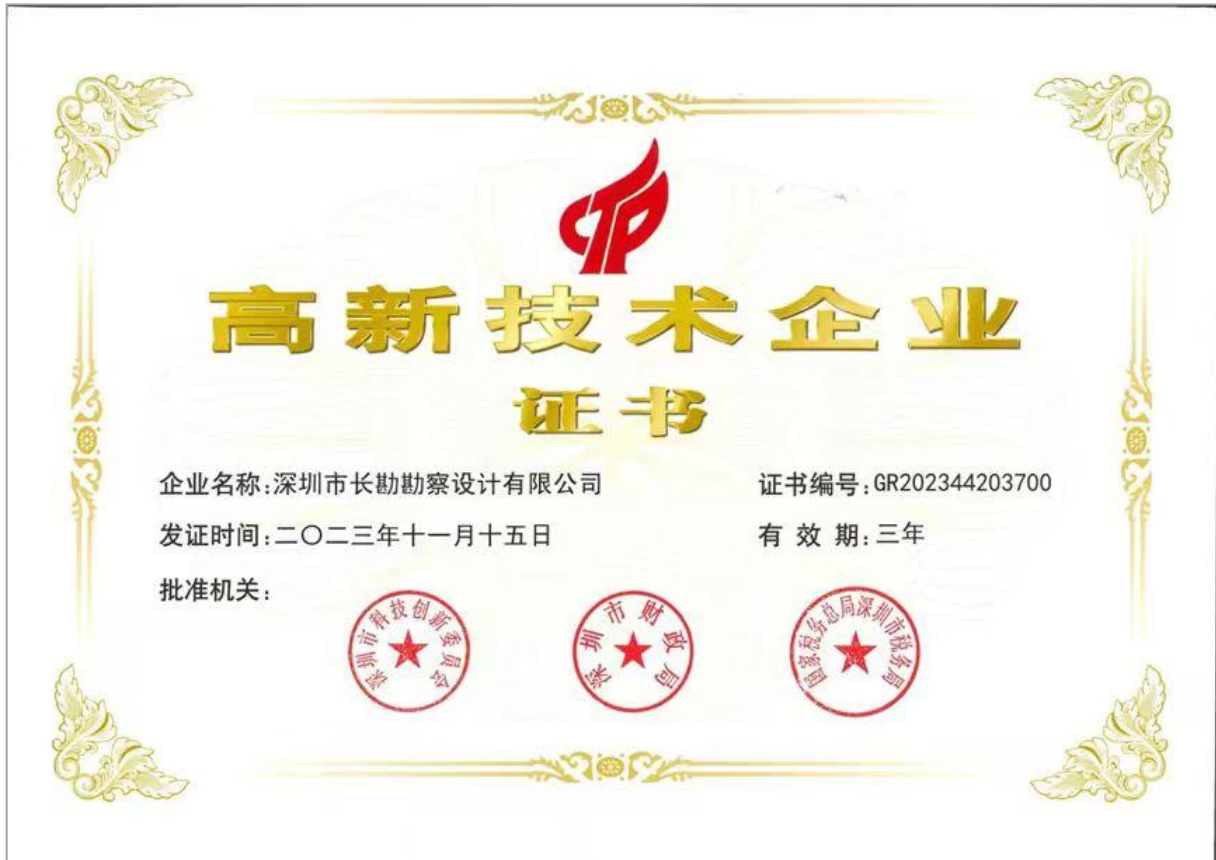 CTP
高新技术企业
证书
企业名称:深圳市长勘勘察设计有限公司
证书编号:GR202344203700
发证时间:二〇二三年十一月十五日
有效期:三年
批准机关:
深圳市科技创新委员会
深圳市财政局
国家税务总局深圳市税务局